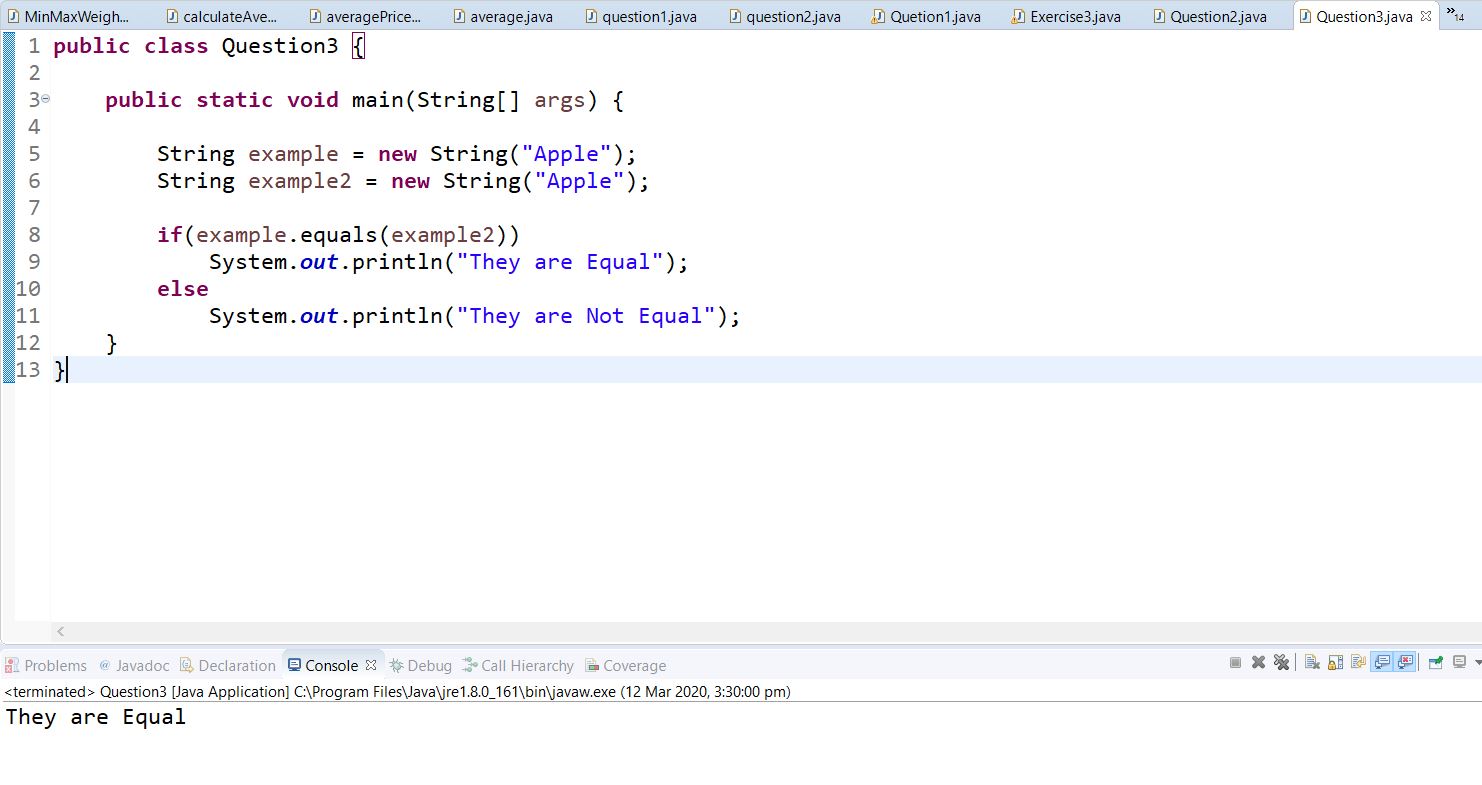 MinMaxWeigh... calculateAve... averagePrice... average.java question1.java question2.java Quetion1.java Exercise3.java Question2.java Question3.java »14
1 public class Question3 {
2
3 public static void main(String[] args) {
4
5 String example = new String("Apple");
6 String example2 = new String("Apple");
7
8 if(example.equals(example2))
9 System.out.println("They are Equal");
10 else
11 System.out.println("They are Not Equal");
12 }
13 }
Problems @ Javadoc Declaration Console Debug Call Hierarchy Coverage
<terminated> Question3 [Java Application] C:\Program Files\Java\jre1.8.0_161\bin\javaw.exe (12 Mar 2020, 3:30:00 pm)
They are Equal